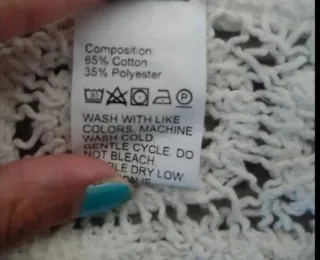 Composition:
65% Cotton
35% Polyester
P
WASH WITH LIKE
COLORS. MACHINE
WASH COLD
GENTLE CYCLE. DO
NOT BLEACH.
DRY LOW